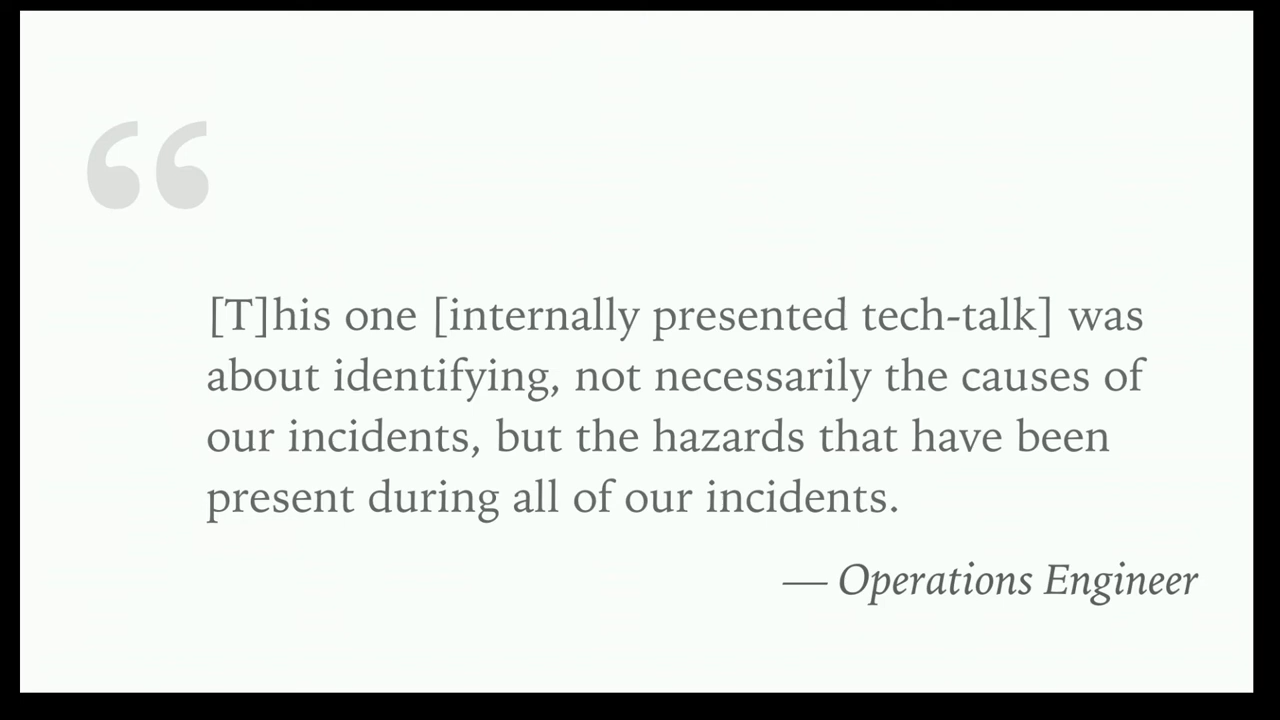 “
[T]his one [internally presented tech-talk] was
about identifying, not necessarily the causes of
our incidents, but the hazards that have been
present during all of our incidents.
— Operations Engineer